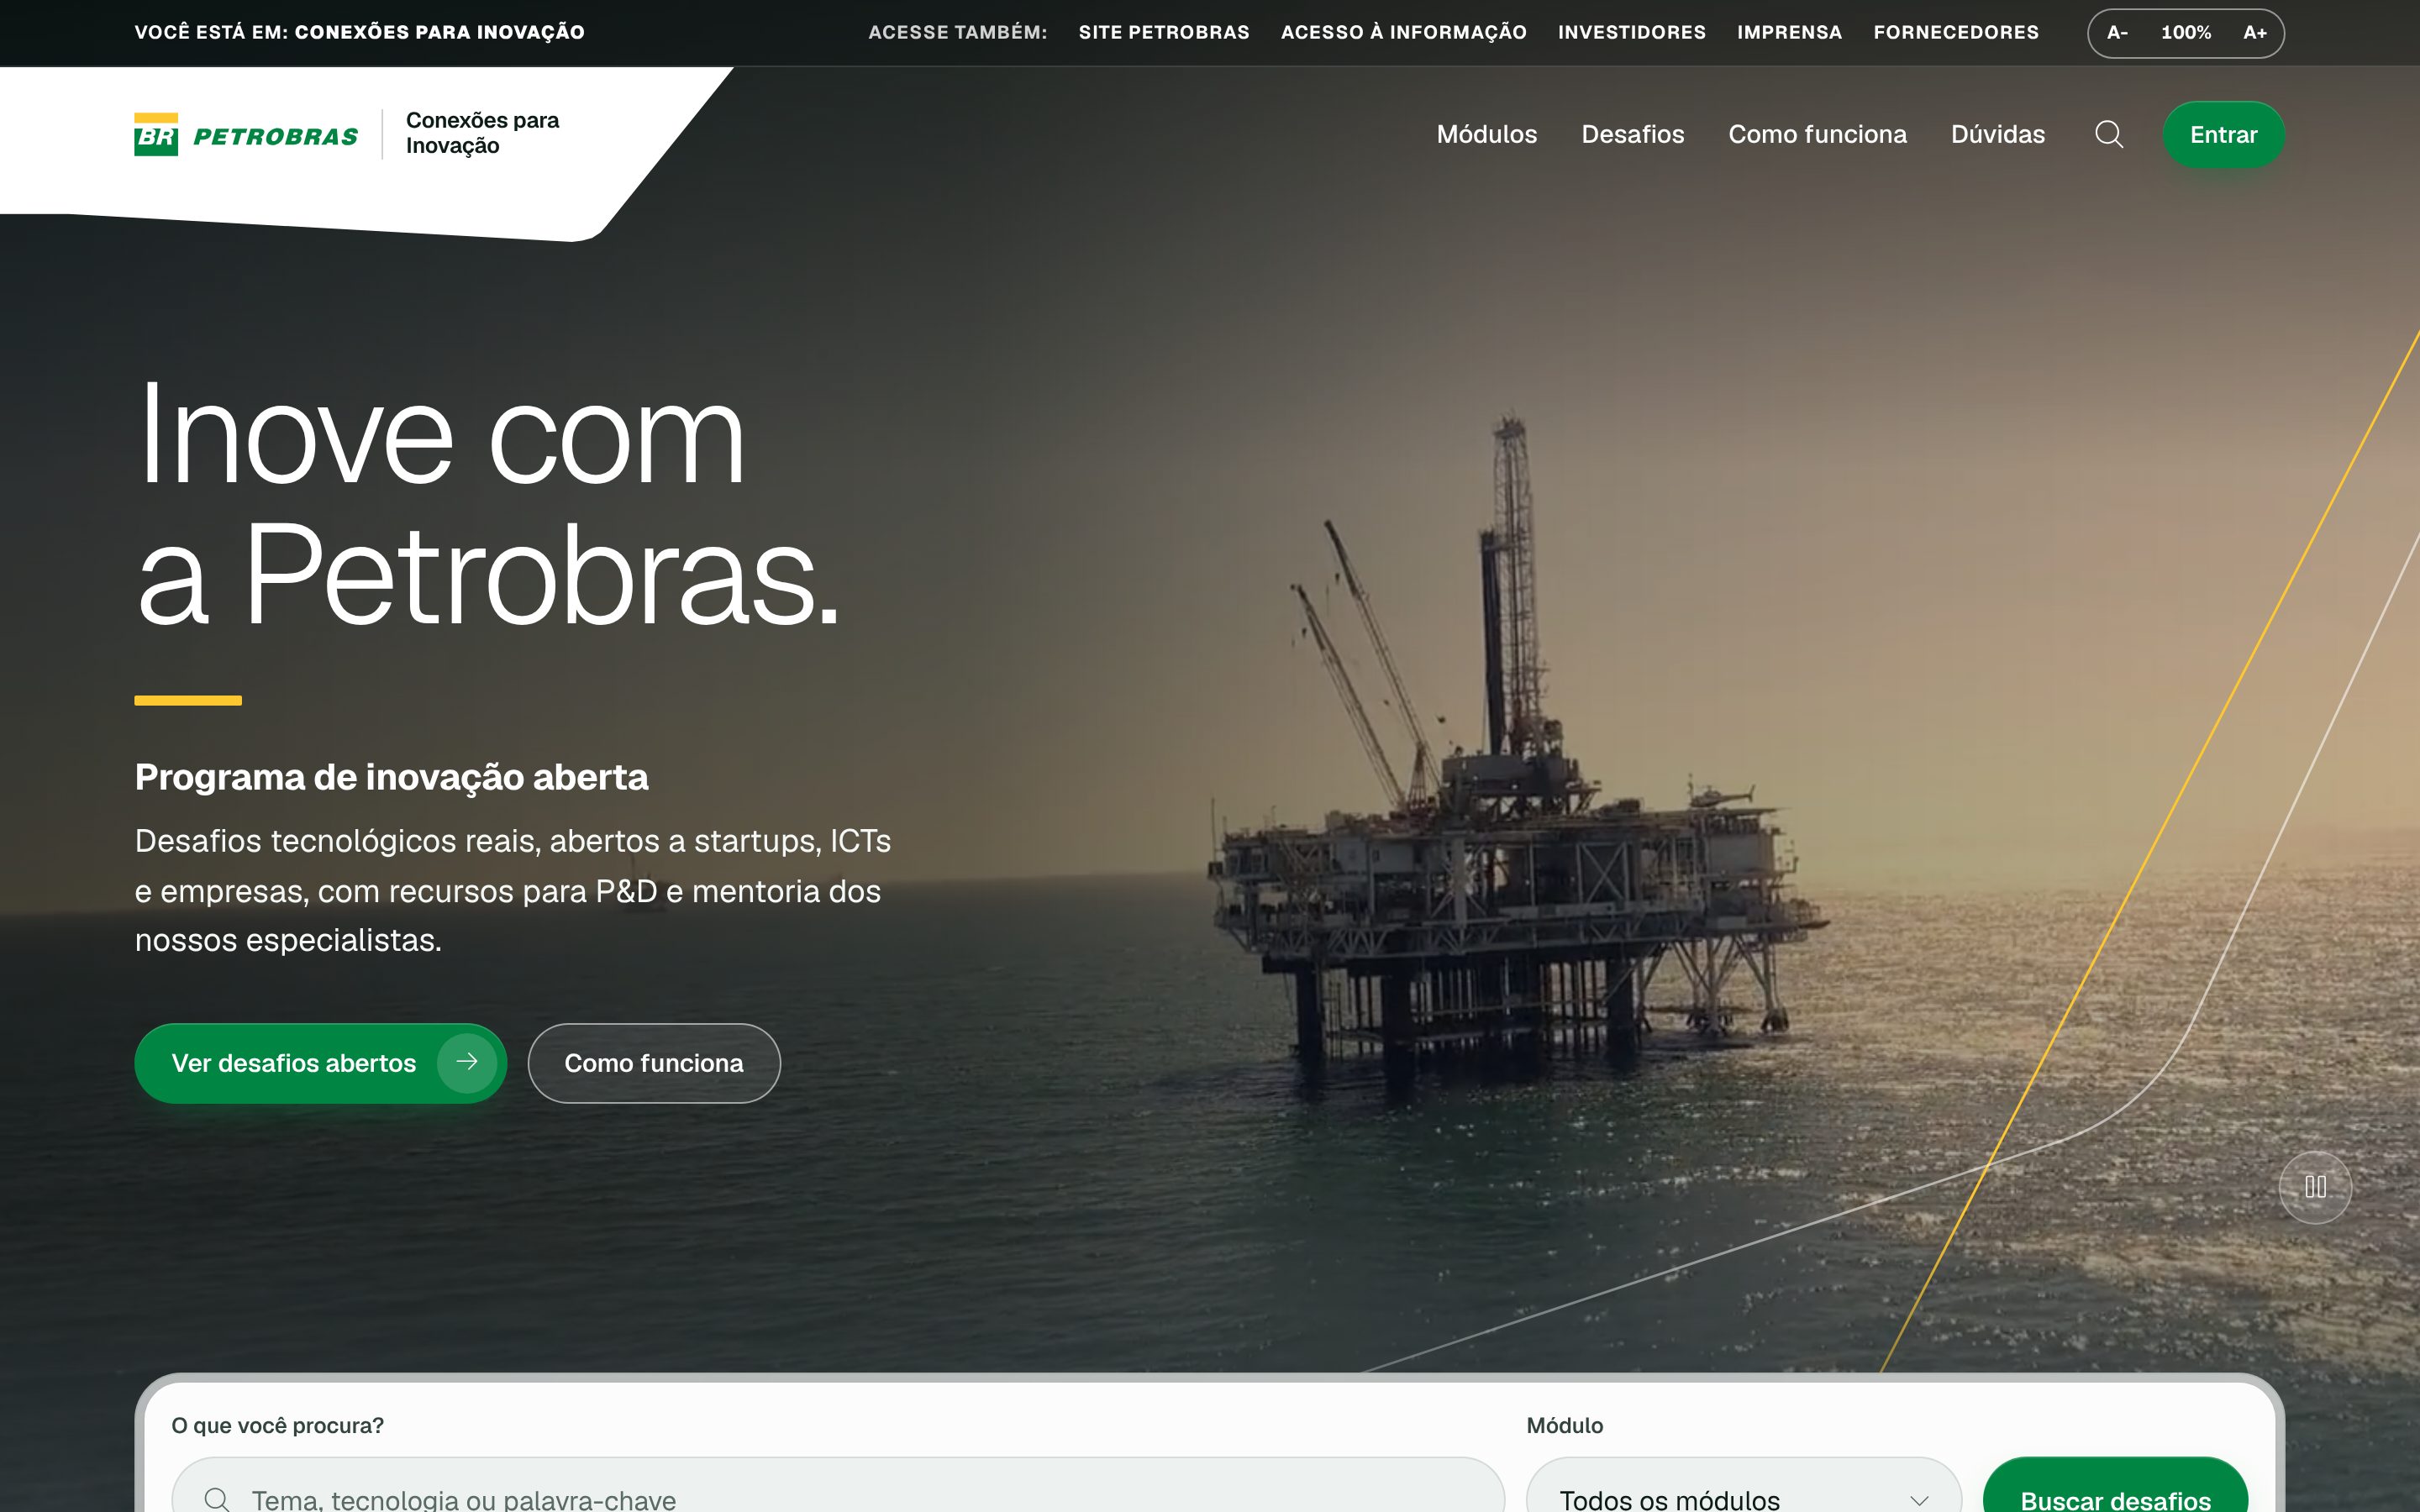 VOCÊ ESTÁ EM: CONEXÕES PARA INOVAÇÃO
ACESSE TAMBÉM: SITE PETROBRAS ACESSO À INFORMAÇÃO INVESTIDORES IMPRENSA FORNECEDORES A- 100% A+
BR PETROBRAS
Conexões para
Inovação
Módulos Desafios Como funciona Dúvidas Entrar
Inove com
a Petrobras.
Programa de inovação aberta
Desafios tecnológicos reais, abertos a startups, ICTs
e empresas, com recursos para P&D e mentoria dos
nossos especialistas.
Ver desafios abertos Como funciona
O que você procura? Módulo
Tema, tecnologia ou palavra-chave Todos os módulos Buscar desafios